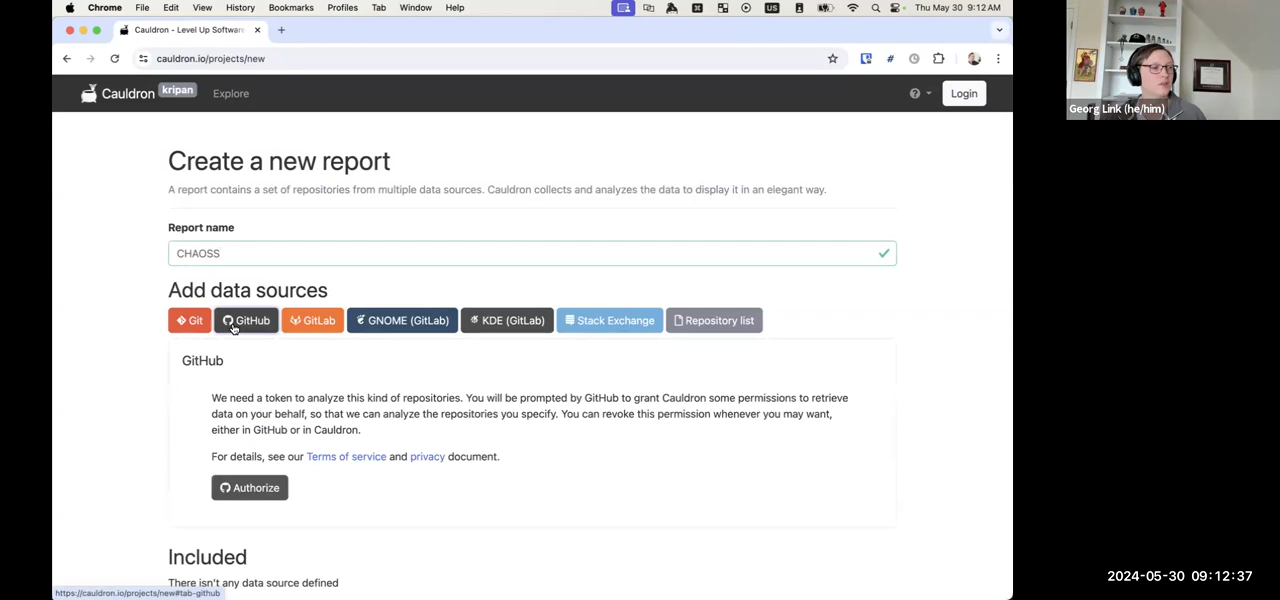 Chrome File Edit View History Bookmarks Profiles Tab Window Help US Thu May 30 9:12 AM
Cauldron - Level Up Software
cauldron.io/projects/new
Cauldron kripan Explore Login
Georg Link (he/him)
Create a new report
A report contains a set of repositories from multiple data sources. Cauldron collects and analyzes the data to display it in an elegant way.
Report name
CHAOSS
Add data sources
Git GitHub GitLab GNOME (GitLab) KDE (GitLab) Stack Exchange Repository list
GitHub
We need a token to analyze this kind of repositories. You will be prompted by GitHub to grant Cauldron some permissions to retrieve
data on your behalf, so that we can analyze the repositories you specify. You can revoke this permission whenever you may want,
either in GitHub or in Cauldron.
For details, see our Terms of service and privacy document.
Authorize
Included
There isn't any data source defined
https://cauldron.io/projects/new#tab-github
2024-05-30 09:12:37